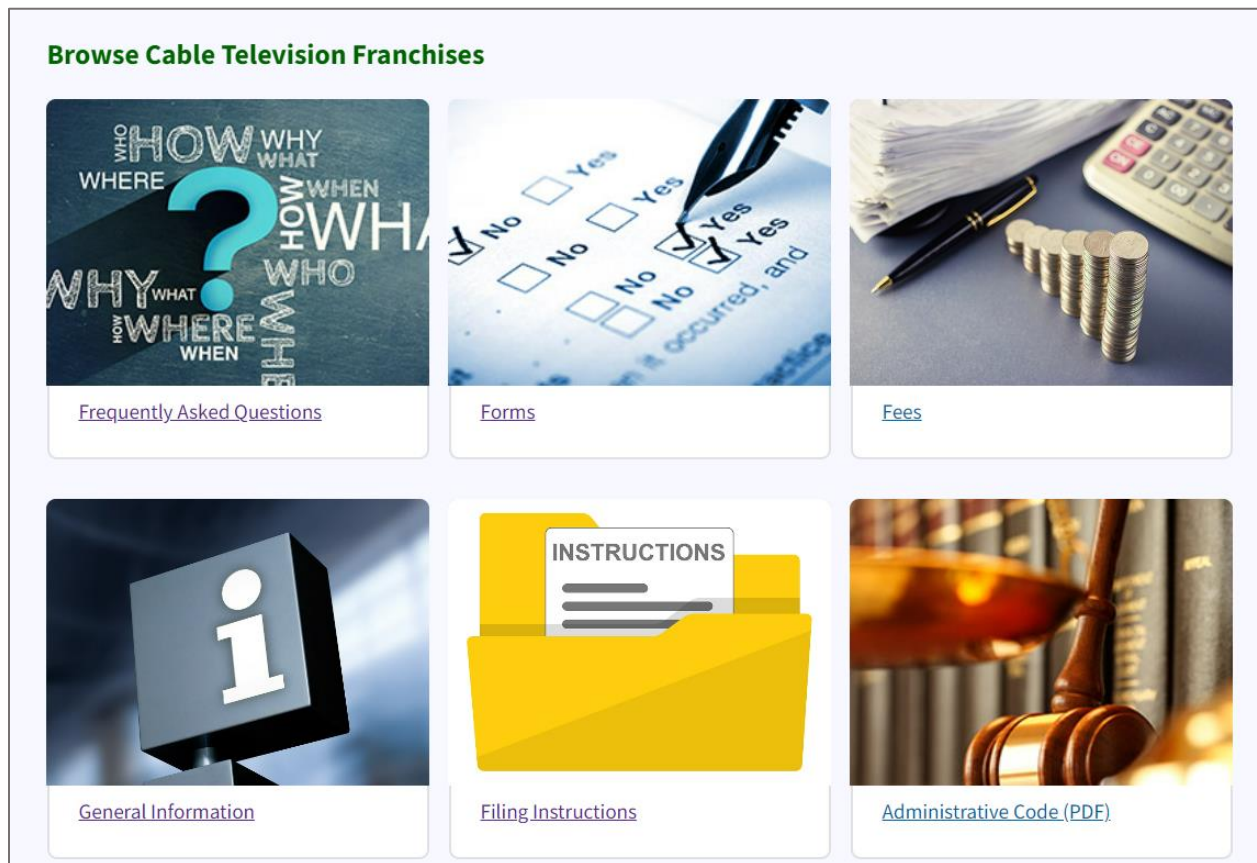 Browse Cable Television Franchises
WHO HOW WHY
WHAT
WHERE
HOW WHEN
WHA
WHY WHAT WHO
HOW WHERE
WHEN
WHE
Frequently Asked Questions
Yes
No Yes
No Yes
No Yes
No
it occurred, and
Forms
Fees
i
General Information
INSTRUCTIONS
Filing Instructions
Administrative Code (PDF)